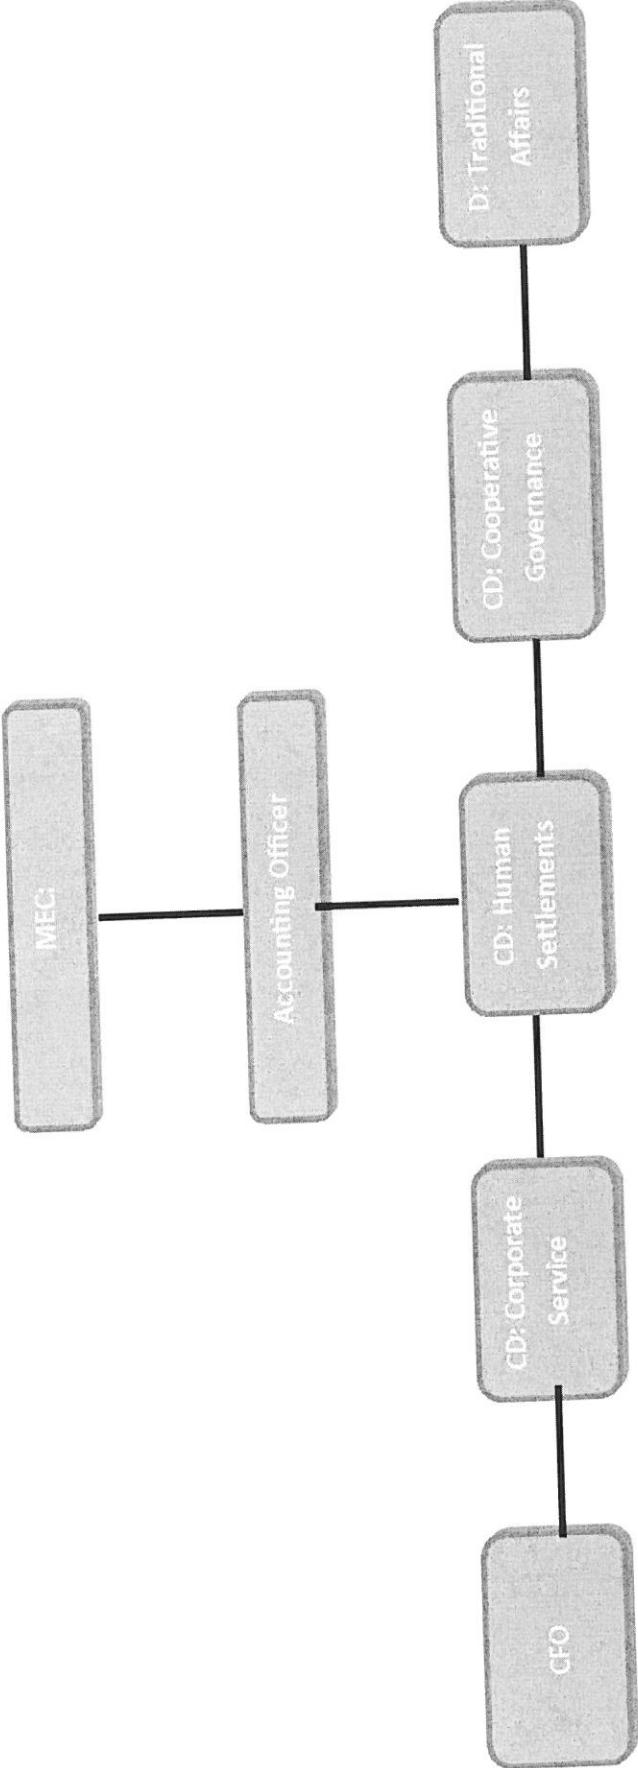 MEC:
Accounting Officer
CFO
CD: Corporate
Service
CD: Human
Settlements
CD: Cooperative
Governance
D: Traditional
Affairs